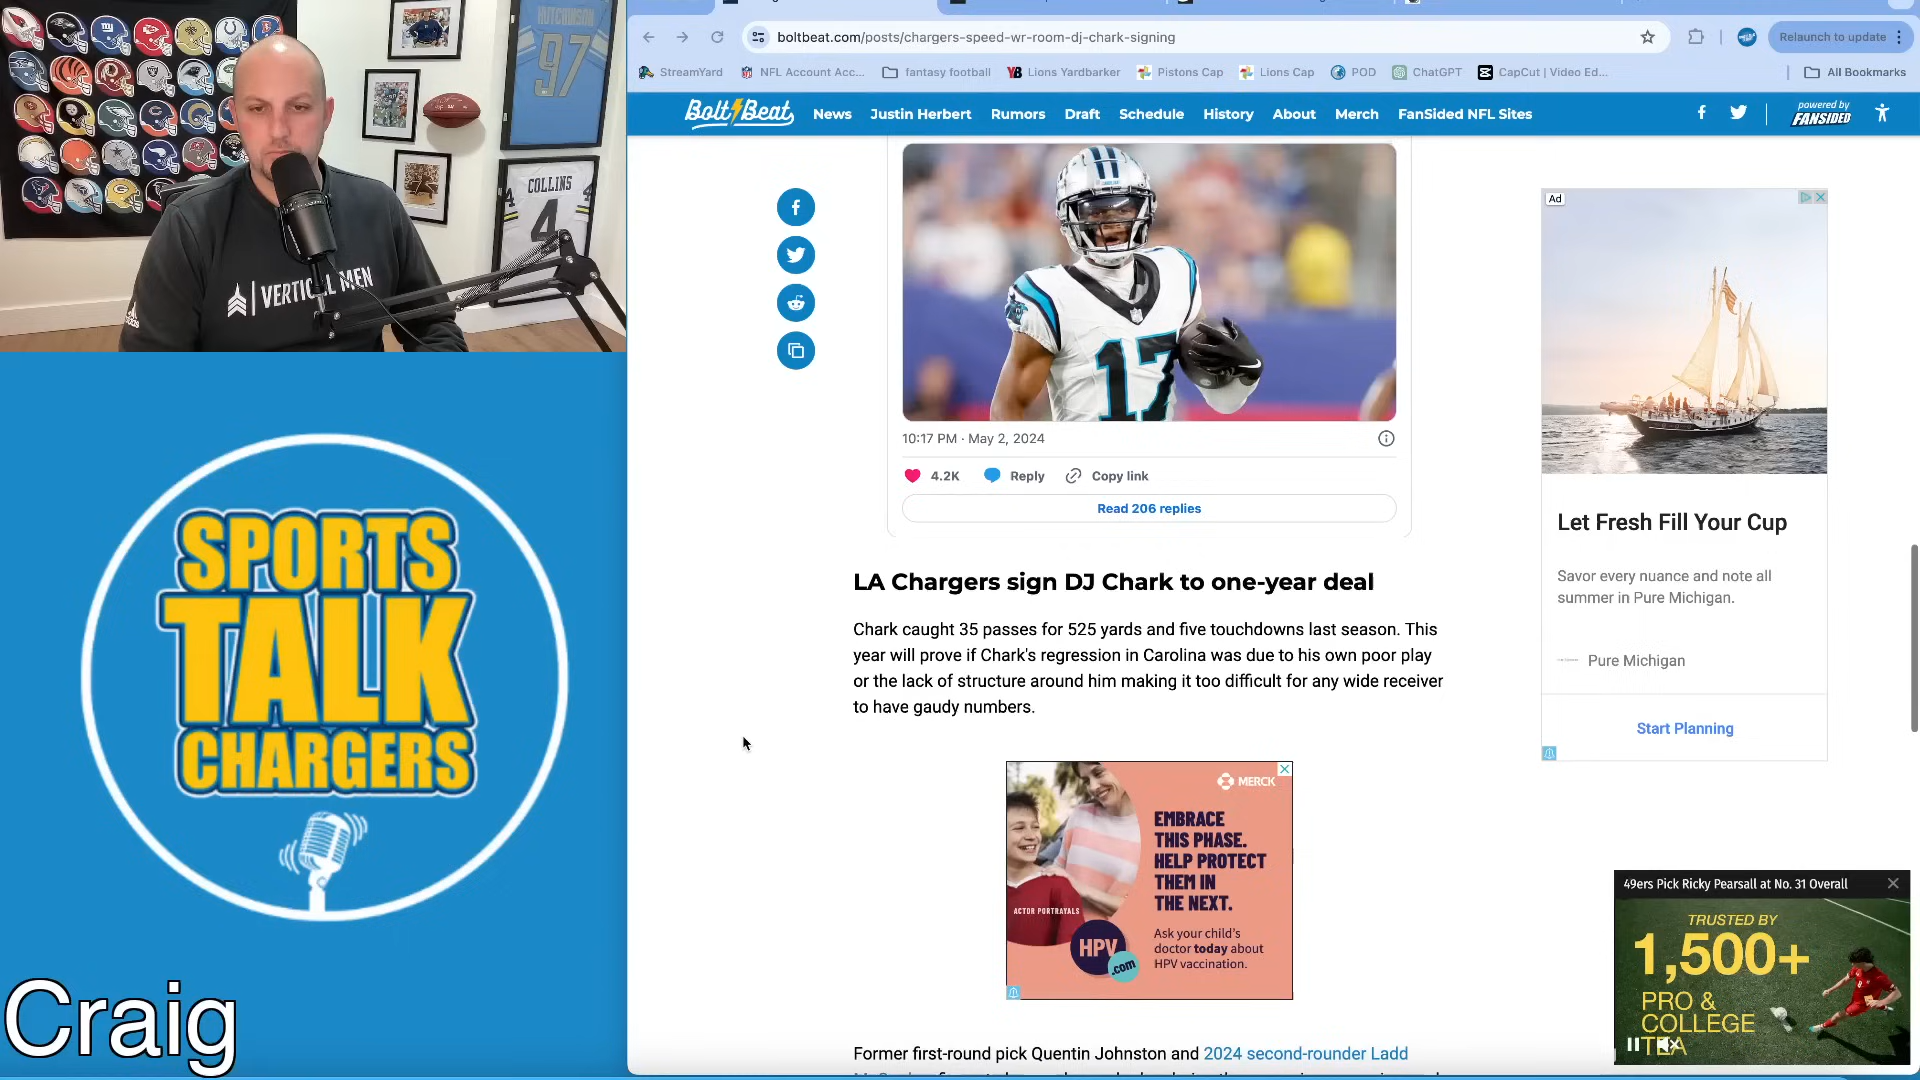 HUTCHINSON
97
COLLINS
4
VERTICAL MEN
adidas
SPORTS
TALK
CHARGERS
Craig
boltbeat.com/posts/chargers-speed-wr-room-dj-chark-signing
Relaunch to update
StreamYard
NFL Account Acc...
fantasy football
Lions Yardbarker
Pistons Cap
Lions Cap
POD
ChatGPT
CapCut | Video Ed...
All Bookmarks
Bolt Beat
News
Justin Herbert
Rumors
Draft
Schedule
History
About
Merch
FanSided NFL Sites
powered by
FANSIDED
17
10:17 PM · May 2, 2024
4.2K
Reply
Copy link
Read 206 replies
LA Chargers sign DJ Chark to one-year deal
Chark caught 35 passes for 525 yards and five touchdowns last season. This
year will prove if Chark's regression in Carolina was due to his own poor play
or the lack of structure around him making it too difficult for any wide receiver
to have gaudy numbers.
MERCK
EMBRACE
THIS PHASE.
HELP PROTECT
THEM IN
THE NEXT.
ACTOR PORTRAYALS
Ask your child's
doctor today about
HPV vaccination.
HPV
.com
Former first-round pick Quentin Johnston and 2024 second-rounder Ladd
Ad
Let Fresh Fill Your Cup
Savor every nuance and note all
summer in Pure Michigan.
Pure Michigan
Start Planning
49ers Pick Ricky Pearsall at No. 31 Overall
TRUSTED BY
1,500+
PRO &
COLLEGE